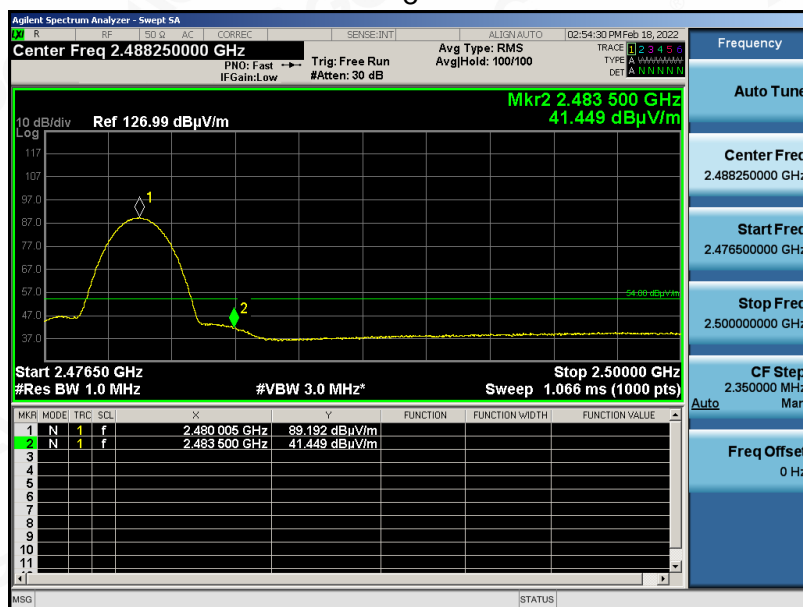 Agilent Spectrum Analyzer - Swept SA
LXI R RF 50 Ω AC CORREC SENSE:INT ALIGN AUTO 02:54:30 PM Feb 18, 2022
Center Freq 2.488250000 GHz
PNO: Fast
IFGain:Low
Trig: Free Run
#Atten: 30 dB
Avg Type: RMS
Avg|Hold: 100/100
TRACE 1 2 3 4 5 6
TYPE A WWWWW
DET A N N N N N
Mkr2 2.483 500 GHz
41.449 dBµV/m
10 dB/div Ref 126.99 dBµV/m
Log
117
107
97.0
87.0
77.0
67.0
57.0
47.0
37.0
1
2
54.00 dBµV/m
Start 2.47650 GHz Stop 2.50000 GHz
#Res BW 1.0 MHz #VBW 3.0 MHz* Sweep 1.066 ms (1000 pts)
MKR MODE TRC SCL X Y FUNCTION FUNCTION WIDTH FUNCTION VALUE
1 N 1 f 2.480 005 GHz 89.192 dBµV/m
2 N 1 f 2.483 500 GHz 41.449 dBµV/m
3
4
5
6
7
8
9
10
11
MSG STATUS
Frequency
Auto Tune
Center Freq
2.488250000 GHz
Start Freq
2.476500000 GHz
Stop Freq
2.500000000 GHz
CF Step
2.350000 MHz
Auto Man
Freq Offset
0 Hz